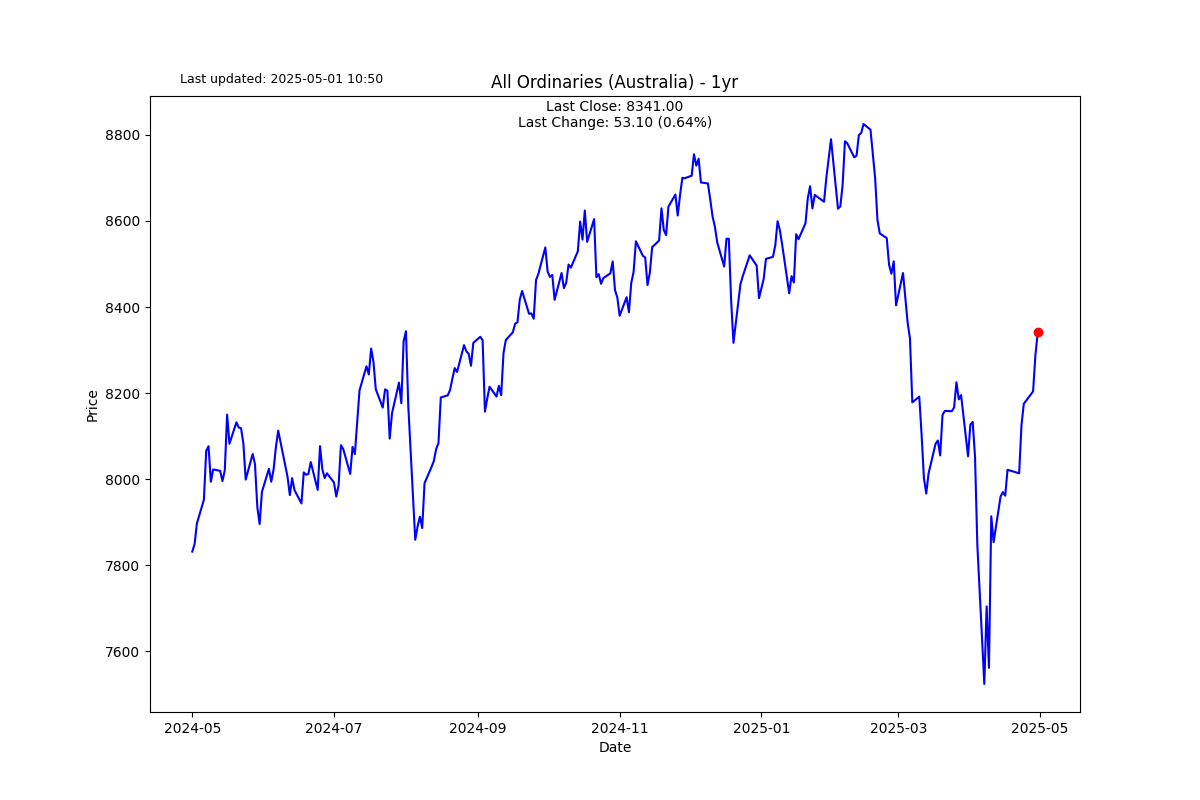 Last updated: 2025-05-01 10:50
All Ordinaries (Australia) - 1yr
Last Close: 8341.00
Last Change: 53.10 (0.64%)
8800
8600
8400
8200
8000
7800
7600
Price
2024-05
2024-07
2024-09
2024-11
2025-01
2025-03
2025-05
Date